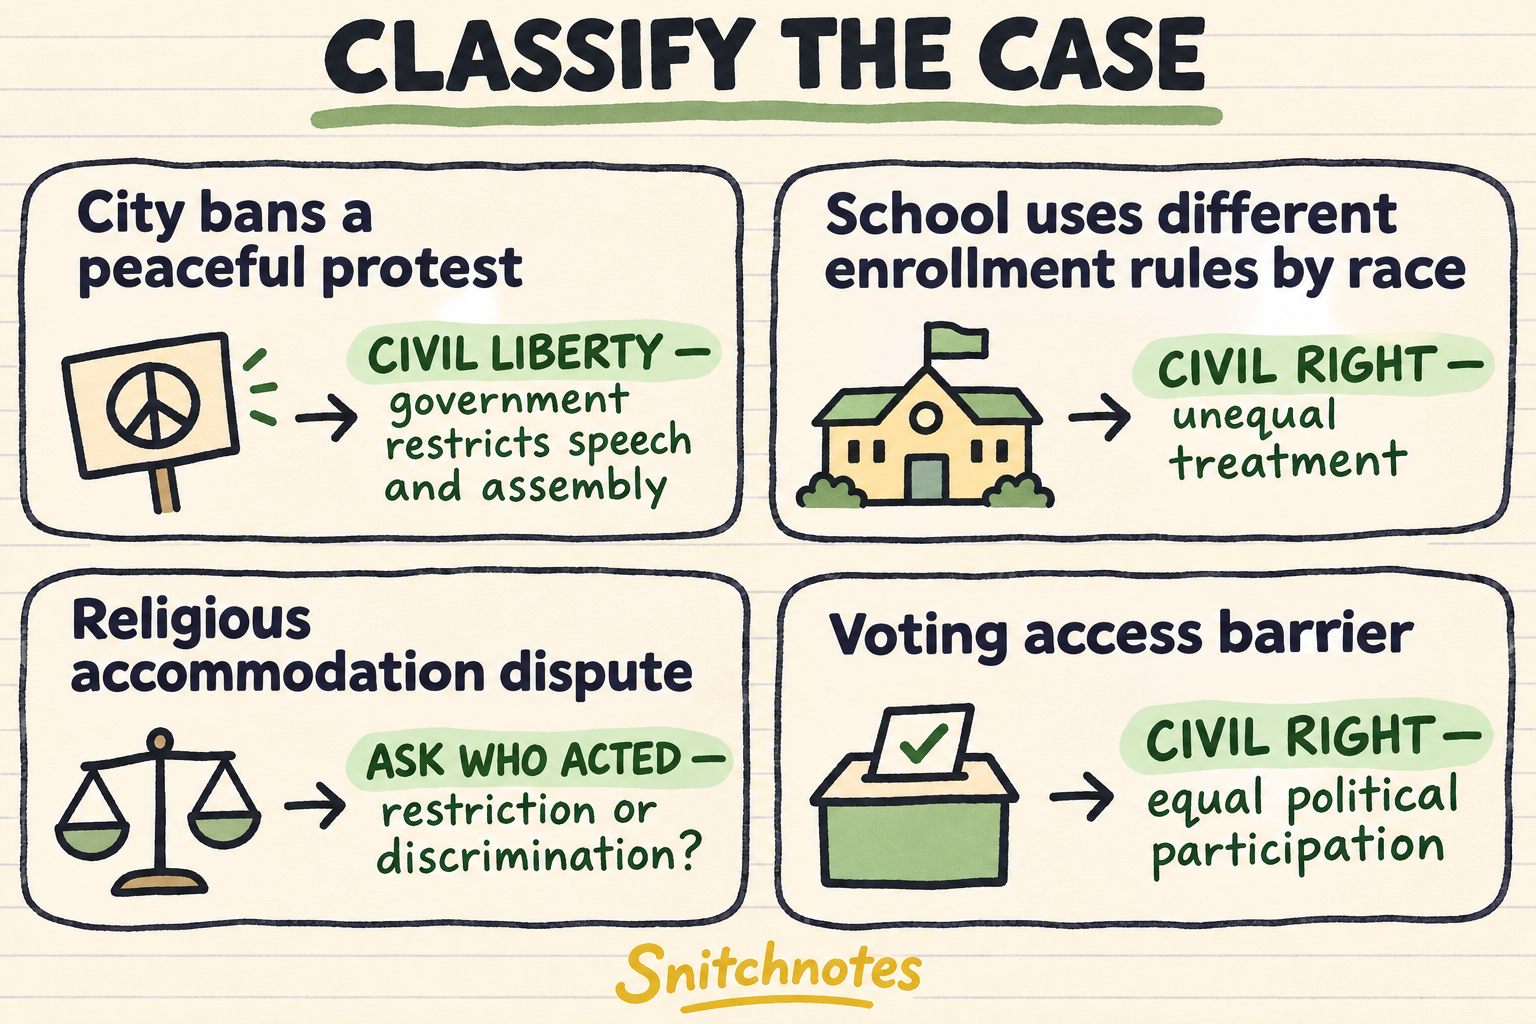 CLASSIFY THE CASE
City bans a
peaceful protest
CIVIL LIBERTY —
government
restricts speech
and assembly
School uses different
enrollment rules by race
CIVIL RIGHT —
unequal
treatment
Religious
accommodation dispute
ASK WHO ACTED —
restriction or
discrimination?
Voting access barrier
CIVIL RIGHT —
equal political
participation
Snitchnotes